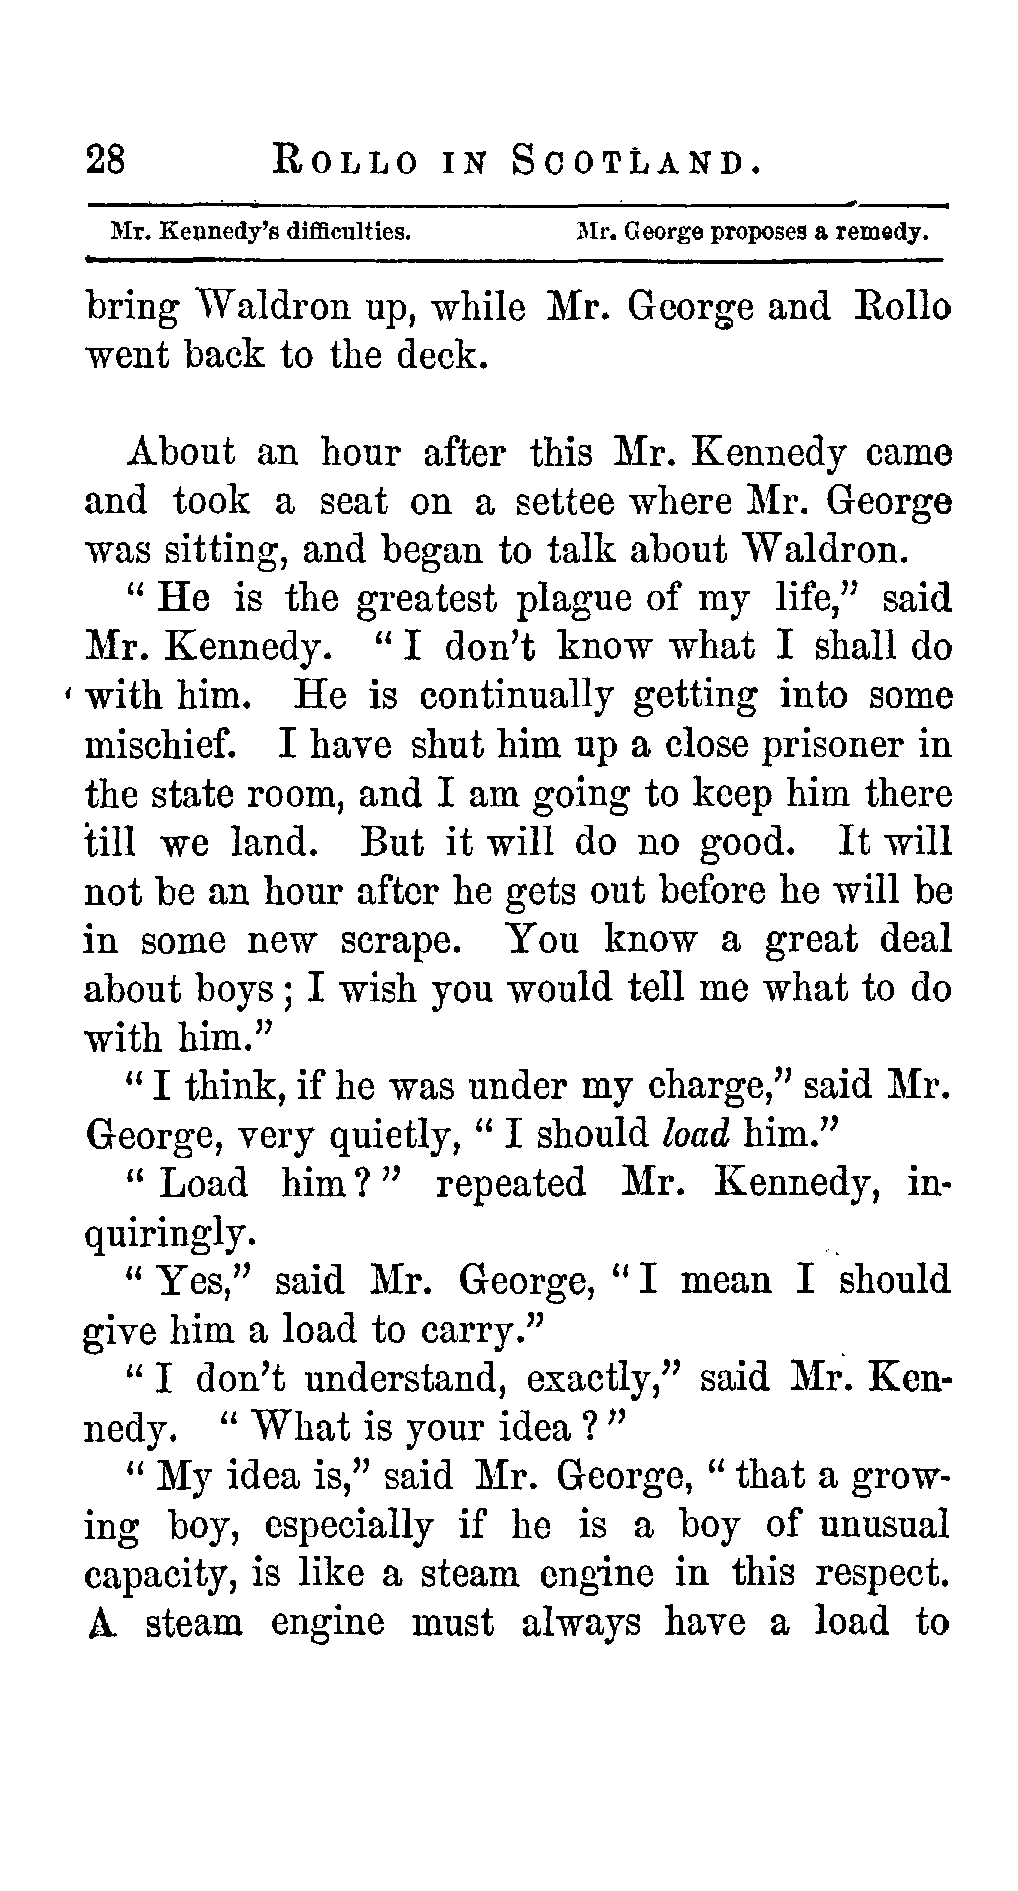 28 ROLLO IN SCOTLAND.
Mr. Kennedy's difficulties. Mr. George proposes a remedy.
bring Waldron up, while Mr. George and Rollo
went back to the deck.
About an hour after this Mr. Kennedy came
and took a seat on a settee where Mr. George
was sitting, and began to talk about Waldron.
“ He is the greatest plague of my life,” said
Mr. Kennedy. “ I don’t know what I shall do
with him. He is continually getting into some
mischief. I have shut him up a close prisoner in
the state room, and I am going to keep him there
till we land. But it will do no good. It will
not be an hour after he gets out before he will be
in some new scrape. You know a great deal
about boys ; I wish you would tell me what to do
with him.”
“ I think, if he was under my charge,” said Mr.
George, very quietly, “ I should load him.”
“ Load him ? ” repeated Mr. Kennedy, in-
quiringly.
“ Yes,” said Mr. George, “ I mean I should
give him a load to carry.”
“ I don’t understand, exactly,” said Mr. Ken-
nedy. “ What is your idea ? ”
“ My idea is,” said Mr. George, “ that a grow-
ing boy, especially if he is a boy of unusual
capacity, is like a steam engine in this respect.
A steam engine must always have a load to